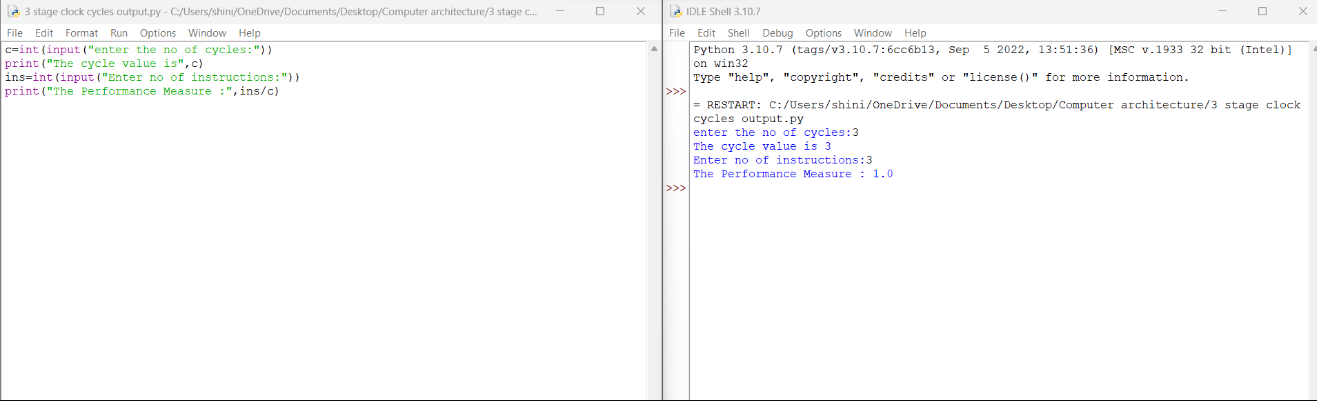 3 stage clock cycles output.py - C:/Users/shini/OneDrive/Documents/Desktop/Computer architecture/3 stage c...
File Edit Format Run Options Window Help
c=int(input("enter the no of cycles:"))
print("The cycle value is",c)
ins=int(input("Enter no of instructions:"))
print("The Performance Measure :",ins/c)
IDLE Shell 3.10.7
File Edit Shell Debug Options Window Help
Python 3.10.7 (tags/v3.10.7:6cc6b13, Sep  5 2022, 13:51:36) [MSC v.1933 32 bit (Intel)]
on win32
Type "help", "copyright", "credits" or "license()" for more information.
>>>
= RESTART: C:/Users/shini/OneDrive/Documents/Desktop/Computer architecture/3 stage clock
cycles output.py
enter the no of cycles:3
The cycle value is 3
Enter no of instructions:3
The Performance Measure : 1.0
>>>